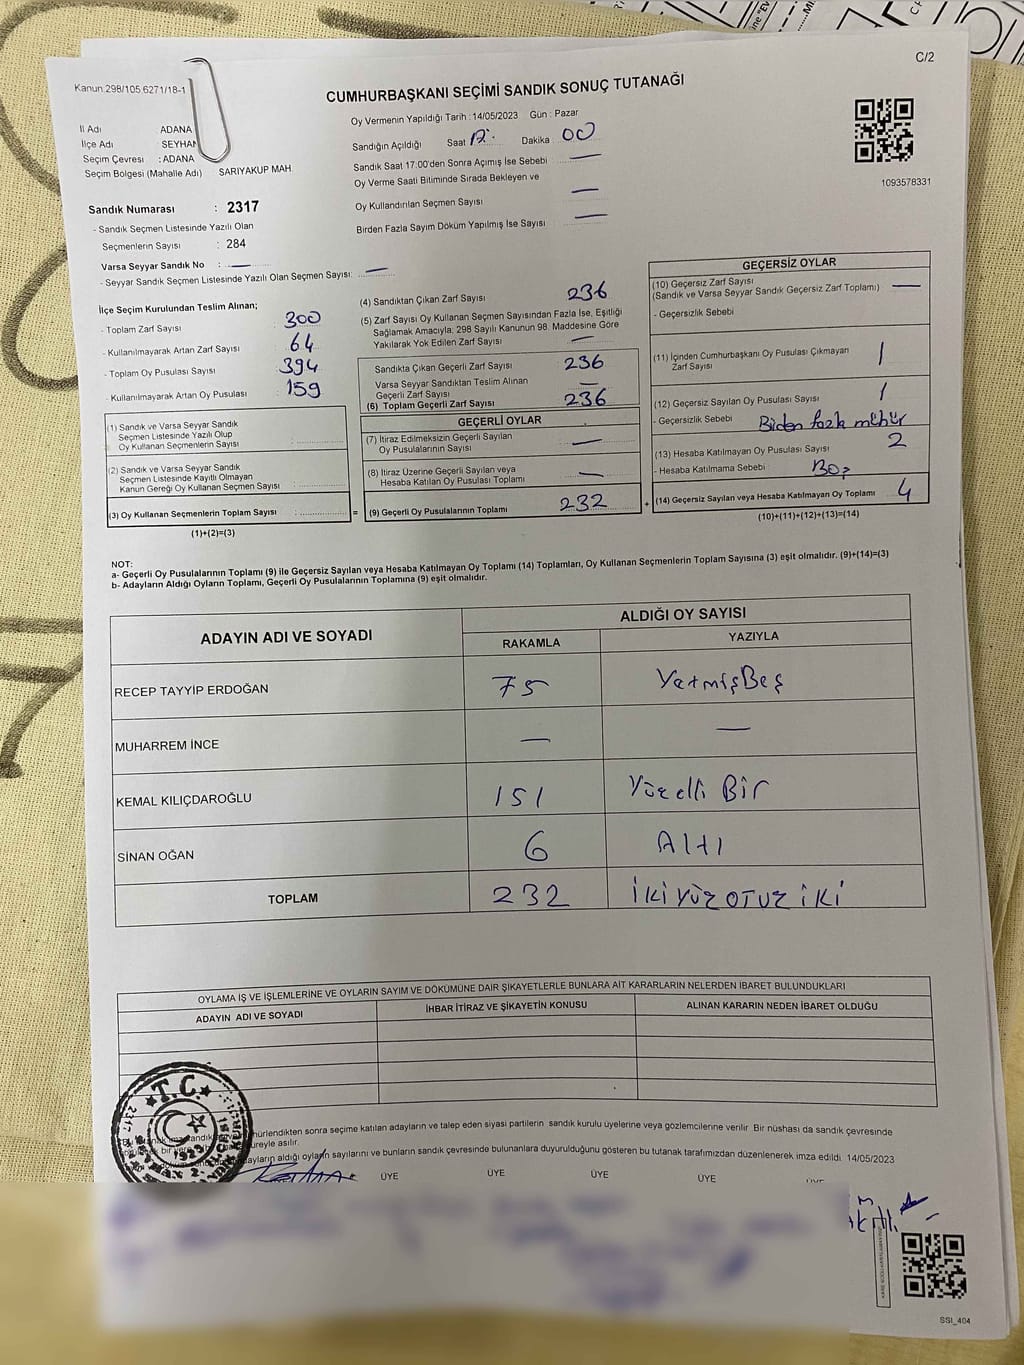 C/2
Kanun.298/105.6271/18-1
CUMHURBAŞKANI SEÇİMİ SANDIK SONUÇ TUTANAĞI
İl Adı ADANA
İlçe Adı SEYHAN
Seçim Çevresi : ADANA
Seçim Bölgesi (Mahalle Adı) SARIYAKUP MAH.
Oy Vermenin Yapıldığı Tarih : 14/05/2023 Gün : Pazar
Sandığın Açıldığı Saat 17: Dakika 00
Sandık Saat 17:00'den Sonra Açımış İse Sebebi —
Oy Verme Saati Bitiminde Sırada Bekleyen ve
Oy Kullandırılan Seçmen Sayısı —
Birden Fazla Sayım Döküm Yapılmış İse Sayısı —
1093578331
Sandık Numarası : 2317
- Sandık Seçmen Listesinde Yazılı Olan
Seçmenlerin Sayısı : 284
Varsa Seyyar Sandık No : —
- Seyyar Sandık Seçmen Listesinde Yazılı Olan Seçmen Sayısı: —
İlçe Seçim Kurulundan Teslim Alınan;
- Toplam Zarf Sayısı 300
- Kullanılmayarak Artan Zarf Sayısı 64
- Toplam Oy Pusulası Sayısı 394
- Kullanılmayarak Artan Oy Pusulası 159
(1) Sandık ve Varsa Seyyar Sandık
Seçmen Listesinde Yazılı Olup
Oy Kullanan Seçmenlerin Sayısı :
(2) Sandık ve Varsa Seyyar Sandık
Seçmen Listesinde Kayıtlı Olmayan
Kanun Gereği Oy Kullanan Seçmen Sayısı :
(3) Oy Kullanan Seçmenlerin Toplam Sayısı :
(1)+(2)=(3)
(4) Sandıktan Çıkan Zarf Sayısı 236
(5) Zarf Sayısı Oy Kullanan Seçmen Sayısından Fazla İse, Eşitliği
Sağlamak Amacıyla; 298 Sayılı Kanunun 98. Maddesine Göre
Yakılarak Yok Edilen Zarf Sayısı —
Sandıkta Çıkan Geçerli Zarf Sayısı 236
Varsa Seyyar Sandıktan Teslim Alınan
Geçerli Zarf Sayısı —
(6) Toplam Geçerli Zarf Sayısı 236
GEÇERLİ OYLAR
(7) İtiraz Edilmeksizin Geçerli Sayılan
Oy Pusulasının Sayısı —
(8) İtiraz Üzerine Geçerli Sayılan veya
Hesaba Katılan Oy Pusulası Toplamı —
= (9) Geçerli Oy Pusulalarının Toplamı 232 +
GEÇERSİZ OYLAR
(10) Geçersiz Zarf Sayısı
(Sandık ve Varsa Seyyar Sandık Geçersiz Zarf Toplamı) —
- Geçersizlik Sebebi
(11) İçinden Cumhurbaşkanı Oy Pusulası Çıkmayan
Zarf Sayısı 1
(12) Geçersiz Sayılan Oy Pusulası Sayısı 1
- Geçersizlik Sebebi Biden fazla mühür
(13) Hesaba Katılmayan Oy Pusulası Sayısı 2
- Hesaba Katılmama Sebebi Boş
(14) Geçersiz Sayılan veya Hesaba Katılmayan Oy Toplamı 4
(10)+(11)+(12)+(13)=(14)
NOT:
a- Geçerli Oy Pusulalarının Toplamı (9) ile Geçersiz Sayılan veya Hesaba Katılmayan Oy Toplamı (14) Toplamları, Oy Kullanan Seçmenlerin Toplam Sayısına (3) eşit olmalıdır. (9)+(14)=(3)
b- Adayların Aldığı Oyların Toplamı, Geçerli Oy Pusulalarının Toplamına (9) eşit olmalıdır.
ADAYIN ADI VE SOYADI ALDIĞI OY SAYISI
RAKAMLA YAZIYLA
RECEP TAYYİP ERDOĞAN 75 YetmişBeş
MUHARREM İNCE — —
KEMAL KILIÇDAROĞLU 151 Yüzelli Bir
SİNAN OĞAN 6 Altı
TOPLAM 232 İKİYÜZ OTUZ İKİ
OYLAMA İŞ VE İŞLEMLERİNE VE OYLARIN SAYIM VE DÖKÜMÜNE DAİR ŞİKAYETLERLE BUNLARA AİT KARARLARIN NELERDEN İBARET BULUNDUKLARI
ADAYIN ADI VE SOYADI İHBAR İTİRAZ VE ŞİKAYETİN KONUSU ALINAN KARARIN NEDEN İBARET OLDUĞU
T.C.
hürlendikten sonra seçime katılan adayların ve talep eden siyasi partilerin sandık kurulu üyelerine veya gözlemcilerine verilir. Bir nüshası da sandık çevresinde
süreyle asılır.
adayların aldığı oyların sayılarını ve bunların sandık çevresinde bulunanlara duyurulduğunu gösteren bu tutanak tarafımızdan düzenlenerek imza edildi. 14/05/2023
ÜYE ÜYE ÜYE ÜYE
SSI_404